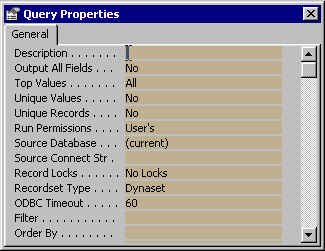 Query Properties
General
Description . . . . . . .
Output All Fields . . . No
Top Values . . . . . . . All
Unique Values . . . . No
Unique Records . . . No
Run Permissions . . . User's
Source Database . . (current)
Source Connect Str .
Record Locks . . . . . . No Locks
Recordset Type . . . . Dynaset
ODBC Timeout . . . . . 60
Filter . . . . . . . . . . .
Order By . . . . . . . .